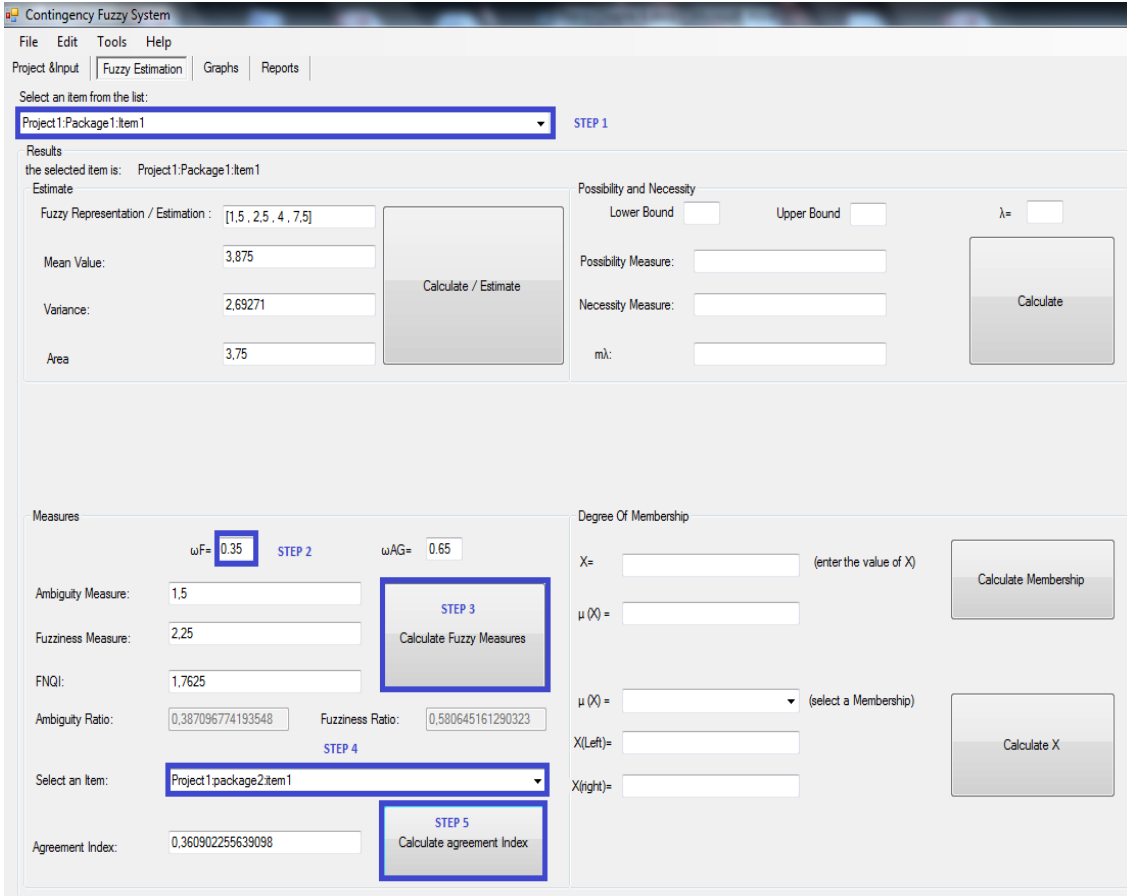 Contingency Fuzzy System
File Edit Tools Help
Project &Input Fuzzy Estimation Graphs Reports
Select an item from the list:
Project1:Package1:Item1 STEP 1
Results
the selected item is: Project1:Package1:Item1
Estimate
Fuzzy Representation / Estimation : [1,5 , 2,5 , 4 , 7,5]
Mean Value: 3,875
Calculate / Estimate
Variance: 2,69271
Area 3,75
Possibility and Necessity
Lower Bound Upper Bound λ=
Possibility Measure:
Necessity Measure: Calculate
mλ:
Measures
ωF= 0.35 STEP 2 ωAG= 0.65
Ambiguity Measure: 1,5
STEP 3
Fuzziness Measure: 2,25 Calculate Fuzzy Measures
FNQI: 1,7625
Ambiguity Ratio: 0,387096774193548 Fuzziness Ratio: 0,580645161290323
STEP 4
Select an Item: Project1:package2:item1
STEP 5
Agreement Index: 0,360902255639098 Calculate agreement Index
Degree Of Membership
X= (enter the value of X)
Calculate Membership
μ (X) =
μ (X) = (select a Membership)
X(Left)= Calculate X
X(right)=